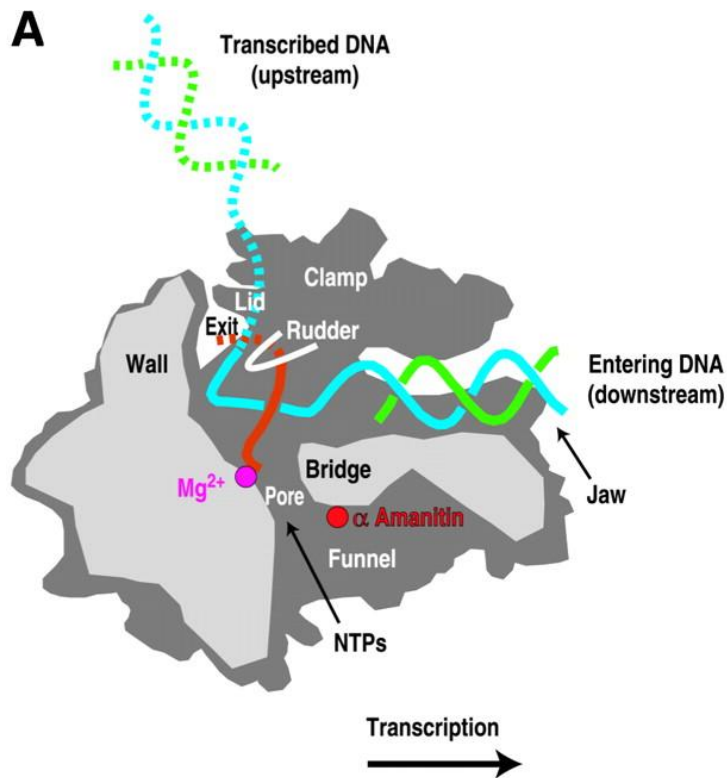 A
Transcribed DNA
(upstream)
Clamp
Lid
Exit
Rudder
Wall
Entering DNA
(downstream)
Bridge
Jaw
Mg2+
Pore
α Amanitin
Funnel
NTPs
Transcription